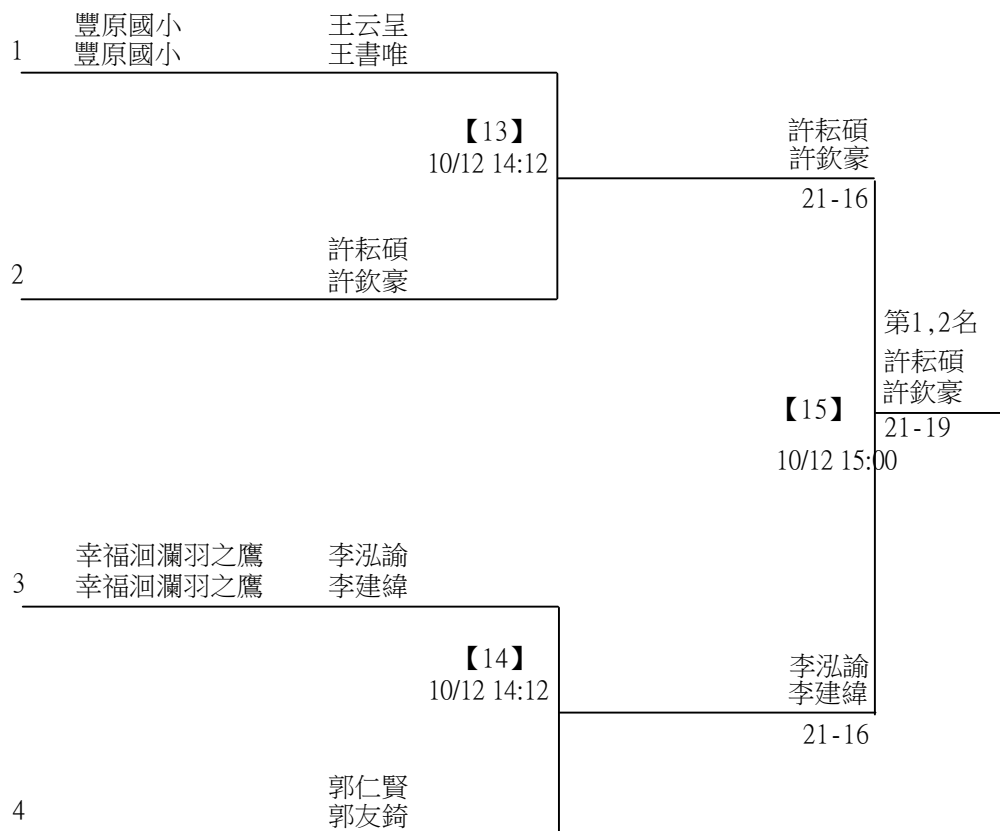 豐原國小 王云呈
1 豐原國小 王書唯
【13】
10/12 14:12
許耘碩
許欽豪
21-16
許耘碩
2 許欽豪
第1,2名
許耘碩
許欽豪
【15】
21-19
10/12 15:00
幸福洄瀾羽之鷹 李泓諭
3 幸福洄瀾羽之鷹 李建緯
【14】
10/12 14:12
李泓諭
李建緯
21-16
郭仁賢
4 郭友錡